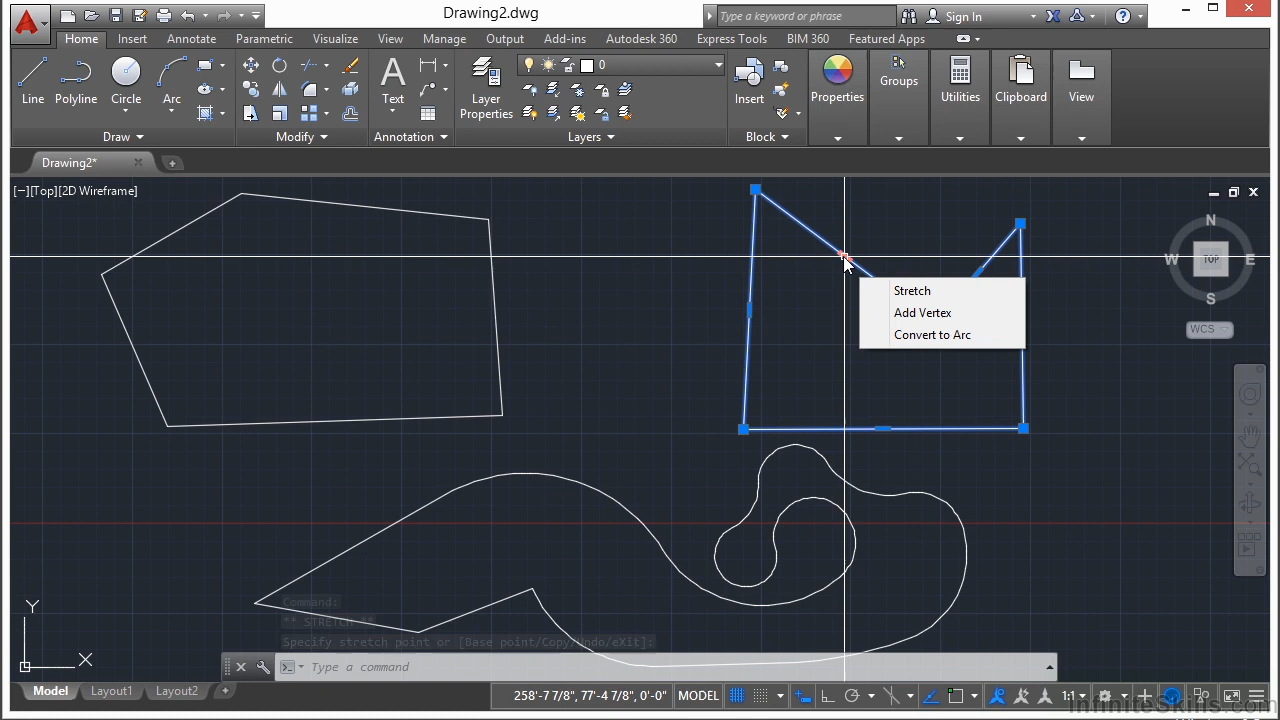 Drawing2.dwg
Type a keyword or phrase
Sign In
Home Insert Annotate Parametric Visualize View Manage Output Add-ins Autodesk 360 Express Tools BIM 360 Featured Apps
Line Polyline Circle Arc
Text
Layer
Properties
0
Insert
Properties
Groups
Utilities
Clipboard
View
Draw Modify Annotation Layers Block
Drawing2*
[−][Top][2D Wireframe]
N
W TOP E
S
WCS
Stretch
Add Vertex
Convert to Arc
Command:
** STRETCH **
Specify stretch point or [Base point/Copy/Undo/eXit]:
Y
X
Type a command
Model Layout1 Layout2
258'-7 7/8", 77'-4 7/8", 0'-0" MODEL 1:1
InfiniteSkills.com